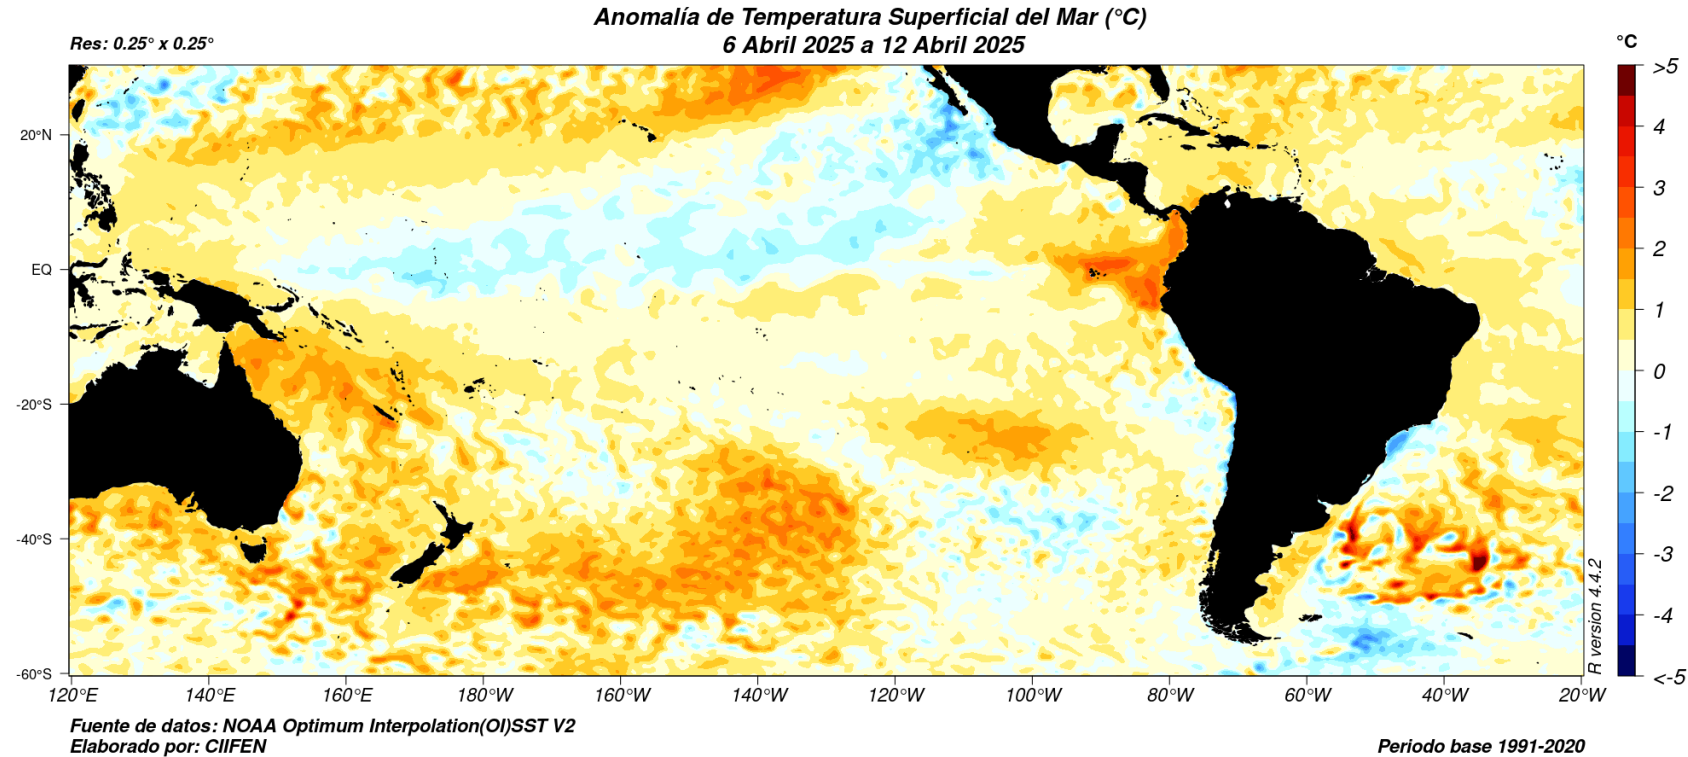 Anomalía de Temperatura Superficial del Mar (°C)
6 Abril 2025 a 12 Abril 2025
Res: 0.25° x 0.25°
°C
>5
4
3
2
1
0
-1
-2
-3
-4
<-5
20°N
EQ
-20°S
-40°S
-60°S
120°E 140°E 160°E 180°W 160°W 140°W 120°W 100°W 80°W 60°W 40°W 20°W
R version 4.4.2
Fuente de datos: NOAA Optimum Interpolation(OI)SST V2
Elaborado por: CIIFEN
Periodo base 1991-2020